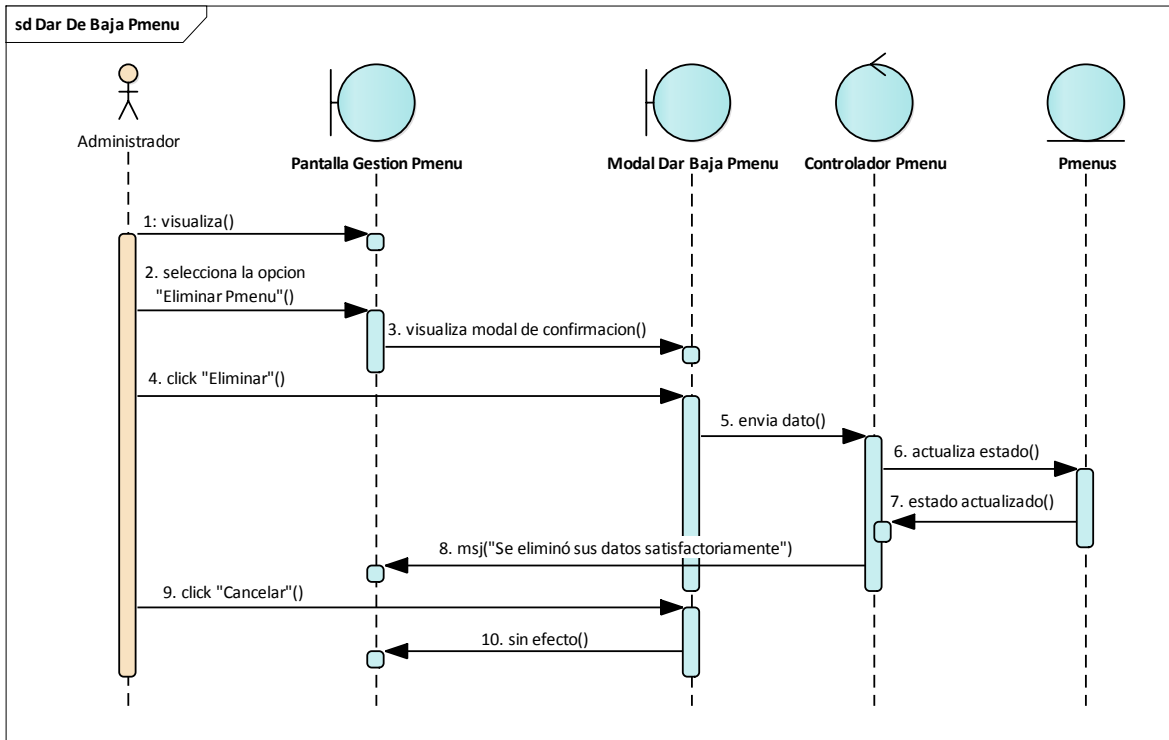 sd Dar De Baja Pmenu
Administrador
Pantalla Gestion Pmenu
Modal Dar Baja Pmenu
Controlador Pmenu
Pmenus
1: visualiza()
2. selecciona la opcion
"Eliminar Pmenu"()
3. visualiza modal de confirmacion()
4. click "Eliminar"()
5. envia dato()
6. actualiza estado()
7. estado actualizado()
8. msj("Se eliminó sus datos satisfactoriamente")
9. click "Cancelar"()
10. sin efecto()